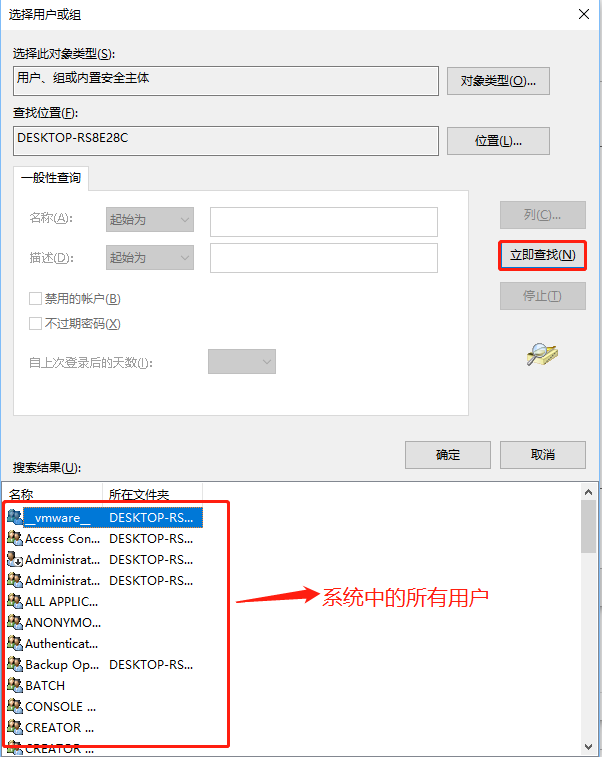 选择用户或组
选择此对象类型(S):
用户、组或内置安全主体
对象类型(O)...
查找位置(F):
DESKTOP-RS8E28C
位置(L)...
一般性查询
名称(A):
起始为
列(C)...
描述(D):
起始为
立即查找(N)
禁用的帐户(B)
停止(T)
不过期密码(X)
自上次登录后的天数(I):
确定
取消
搜索结果(U):
名称 所在文件夹
__vmware__ DESKTOP-RS...
Access Con... DESKTOP-RS...
Administrat... DESKTOP-RS...
Administrat... DESKTOP-RS...
ALL APPLIC...
系统中的所有用户
ANONYMO...
Authenticat...
Backup Op... DESKTOP-RS...
BATCH
CONSOLE ...
CREATOR ...
CREATOR ...